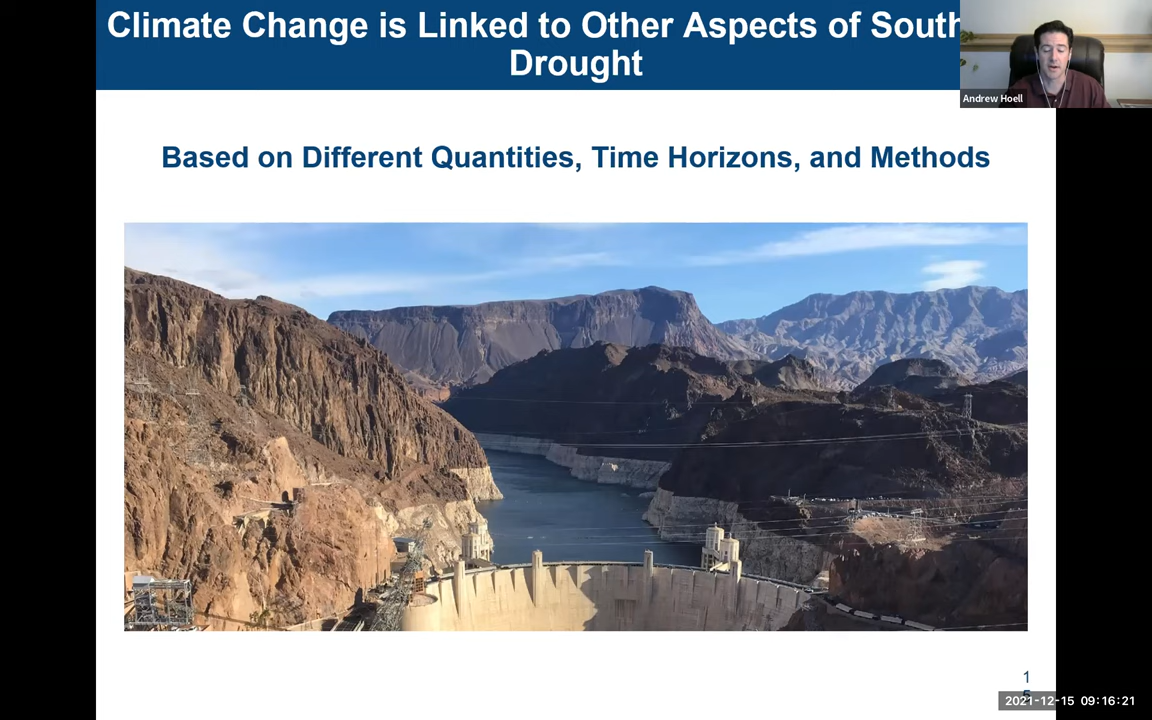 Climate Change is Linked to Other Aspects of South
Drought
Andrew Hoell
Based on Different Quantities, Time Horizons, and Methods
1
2021-12-15 09:16:21